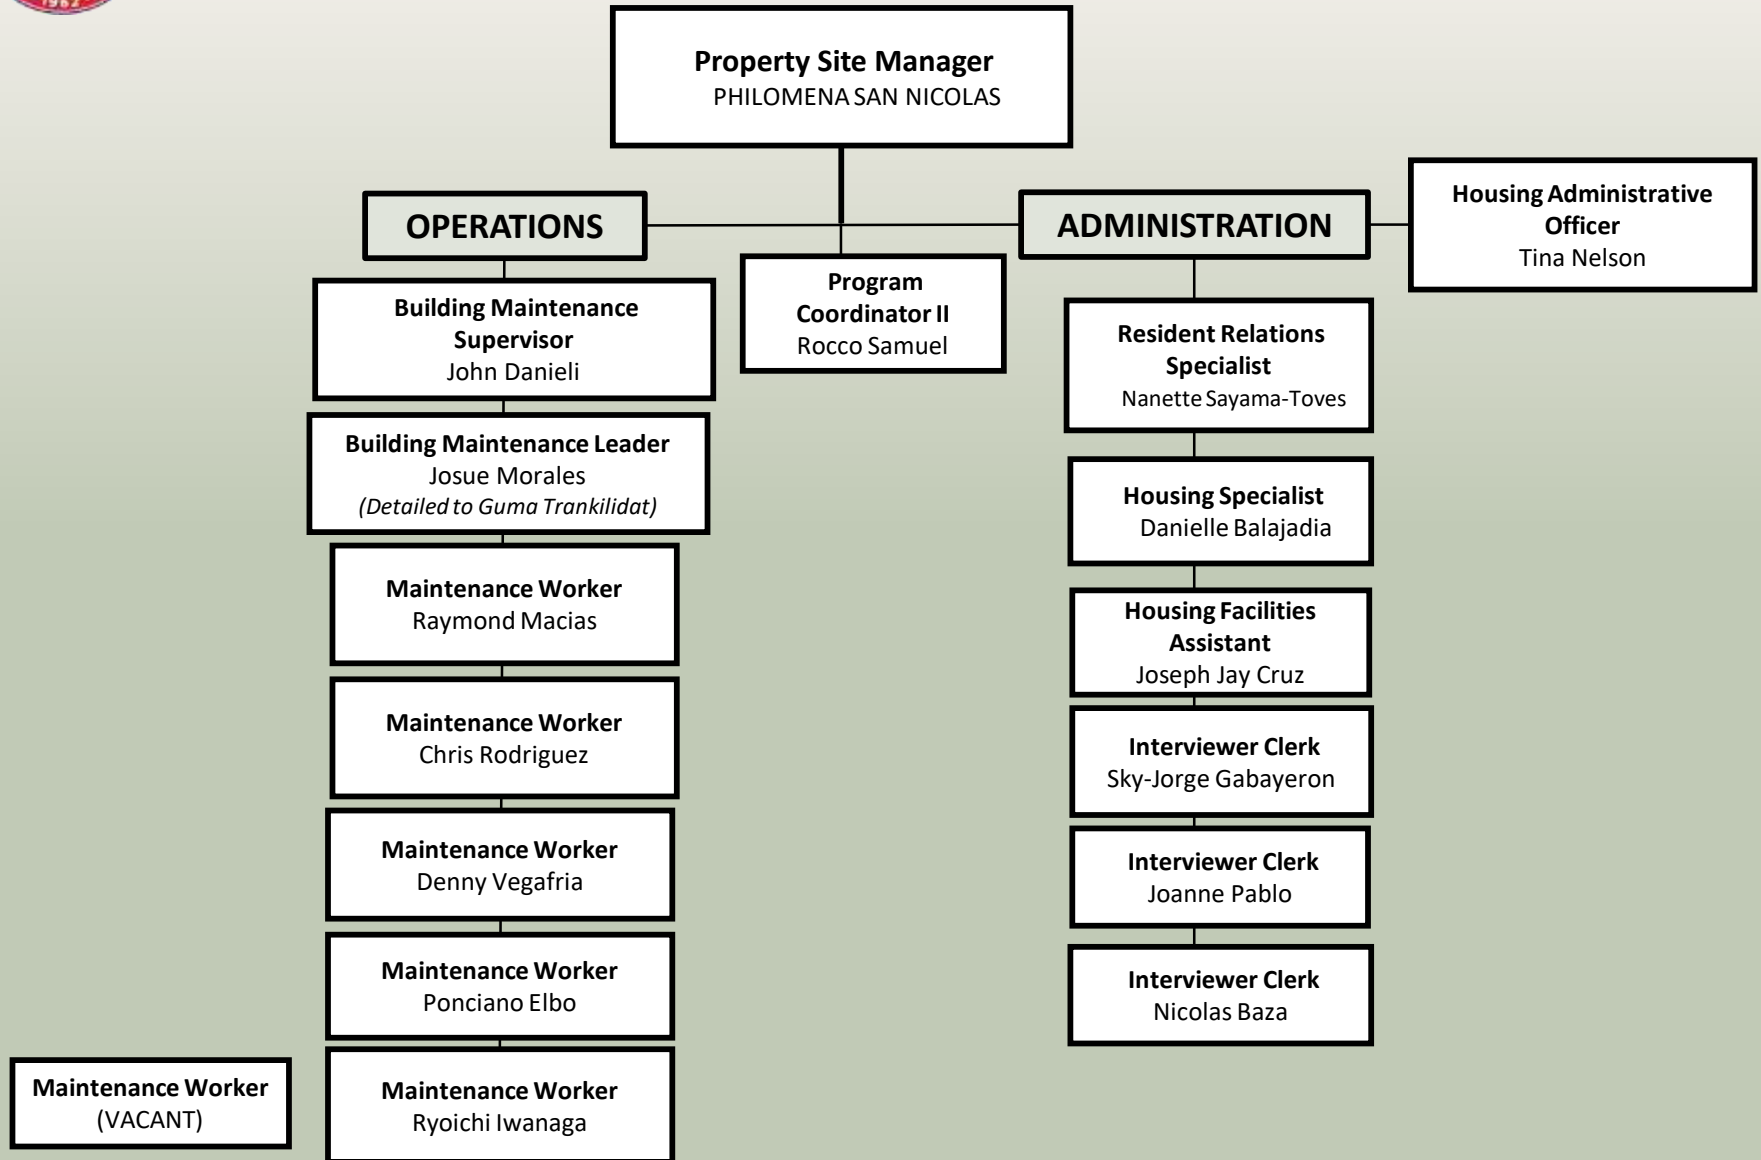 1962
Property Site Manager
PHILOMENA SAN NICOLAS
OPERATIONS
ADMINISTRATION
Housing Administrative
Officer
Tina Nelson
Program
Coordinator II
Rocco Samuel
Building Maintenance
Supervisor
John Danieli
Building Maintenance Leader
Josue Morales
(Detailed to Guma Trankilidat)
Maintenance Worker
Raymond Macias
Maintenance Worker
Chris Rodriguez
Maintenance Worker
Denny Vegafria
Maintenance Worker
Ponciano Elbo
Maintenance Worker
Ryoichi Iwanaga
Maintenance Worker
(VACANT)
Resident Relations
Specialist
Nanette Sayama-Toves
Housing Specialist
Danielle Balajadia
Housing Facilities
Assistant
Joseph Jay Cruz
Interviewer Clerk
Sky-Jorge Gabayeron
Interviewer Clerk
Joanne Pablo
Interviewer Clerk
Nicolas Baza